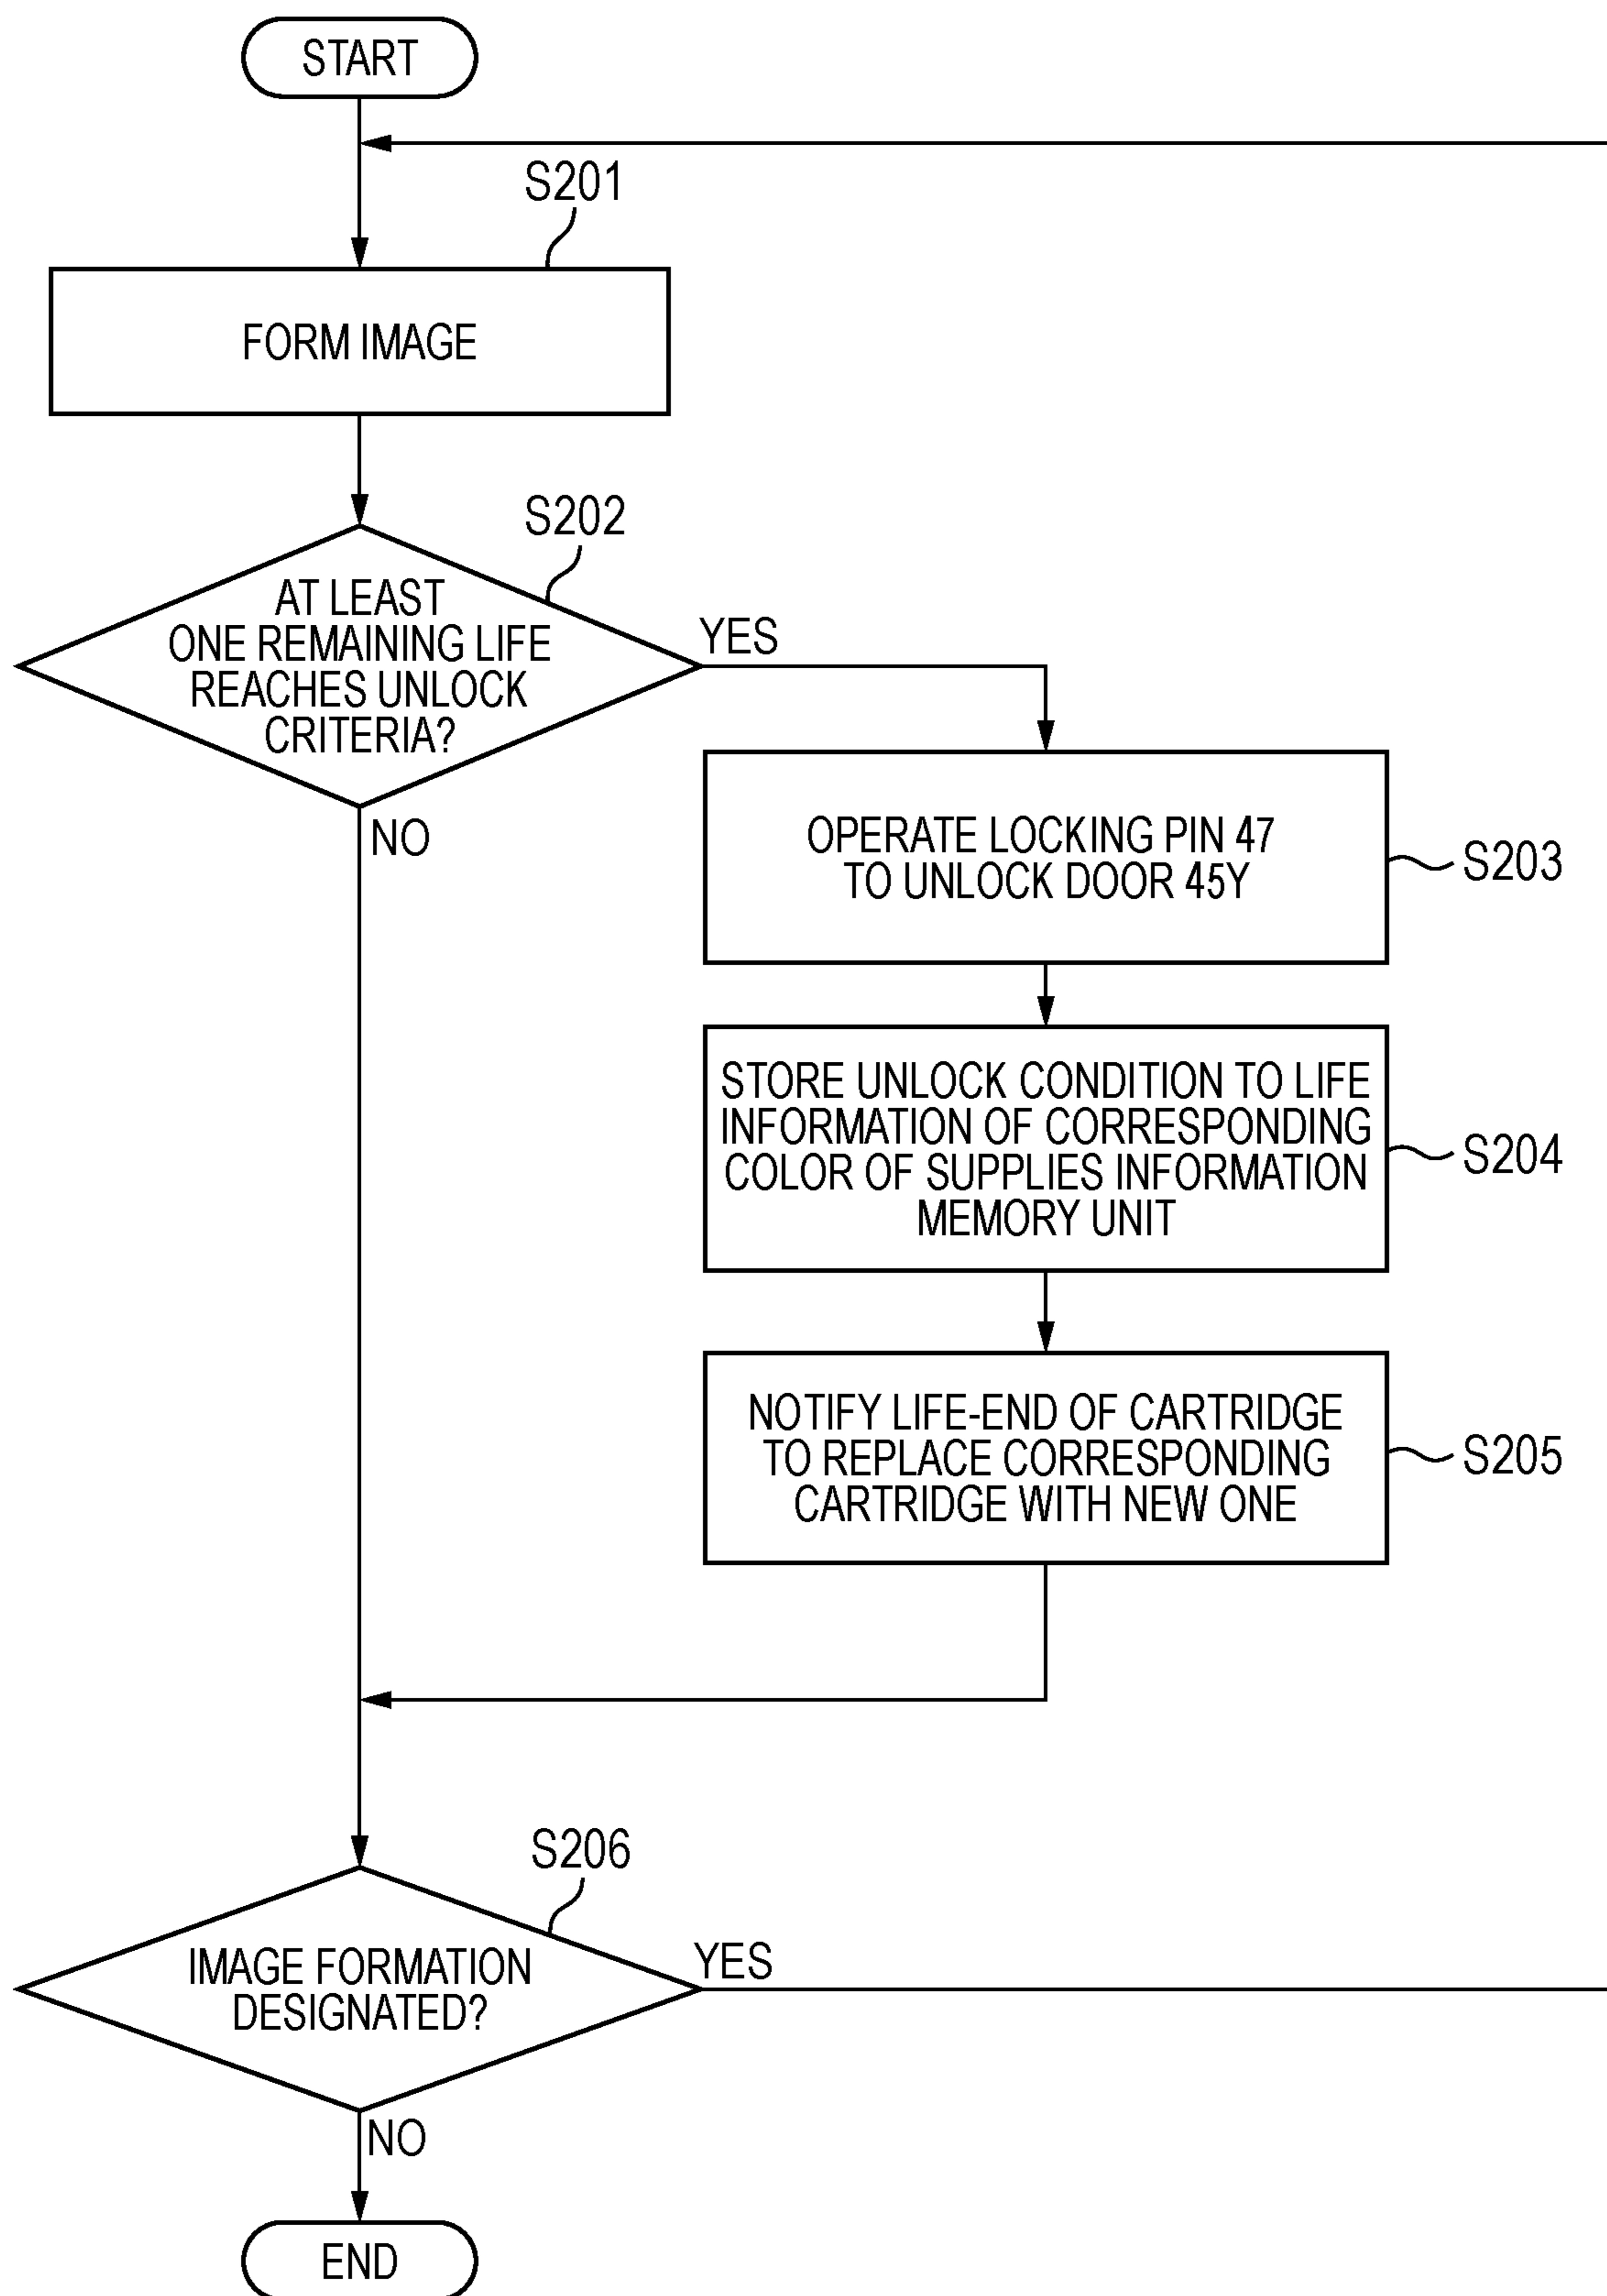 START
S201
FORM IMAGE
S202
AT LEAST
ONE REMAINING LIFE
REACHES UNLOCK
CRITERIA?
YES
NO
OPERATE LOCKING PIN 47
TO UNLOCK DOOR 45Y
S203
STORE UNLOCK CONDITION TO LIFE
INFORMATION OF CORRESPONDING
COLOR OF SUPPLIES INFORMATION
MEMORY UNIT
S204
NOTIFY LIFE-END OF CARTRIDGE
TO REPLACE CORRESPONDING
CARTRIDGE WITH NEW ONE
S205
S206
IMAGE FORMATION
DESIGNATED?
YES
NO
END